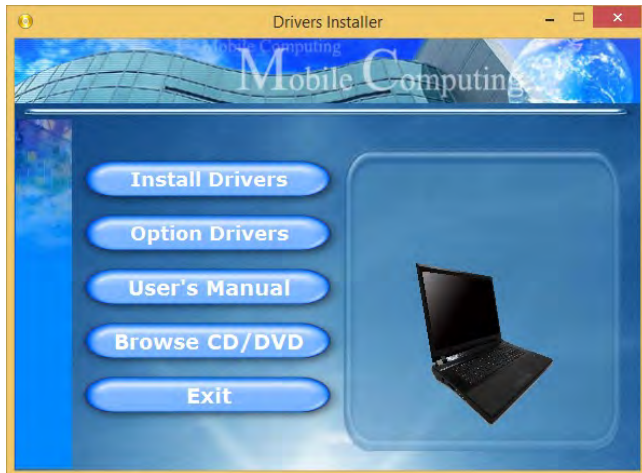 Drivers Installer
Mobile Computing
Mobile Computing
Install Drivers
Option Drivers
User's Manual
Browse CD/DVD
Exit